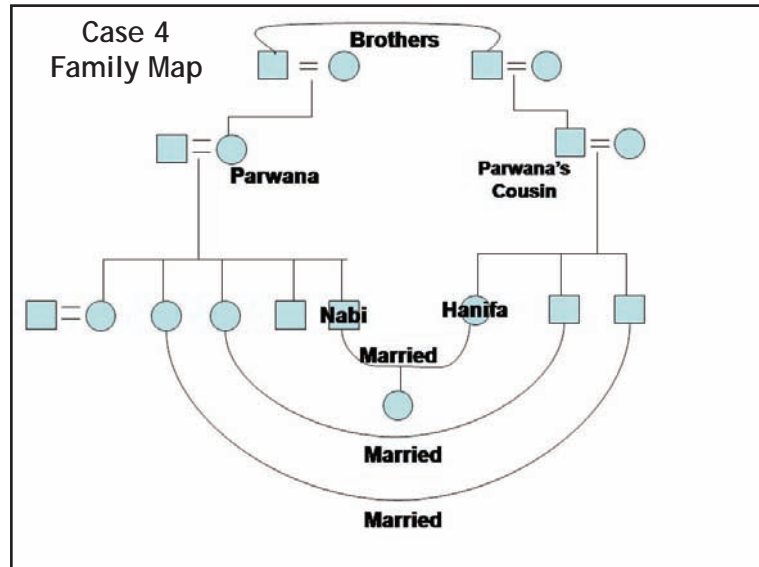 Case 4
Family Map
Brothers
Parwana
Parwana's
Cousin
Nabi
Hanifa
Married
Married
Married